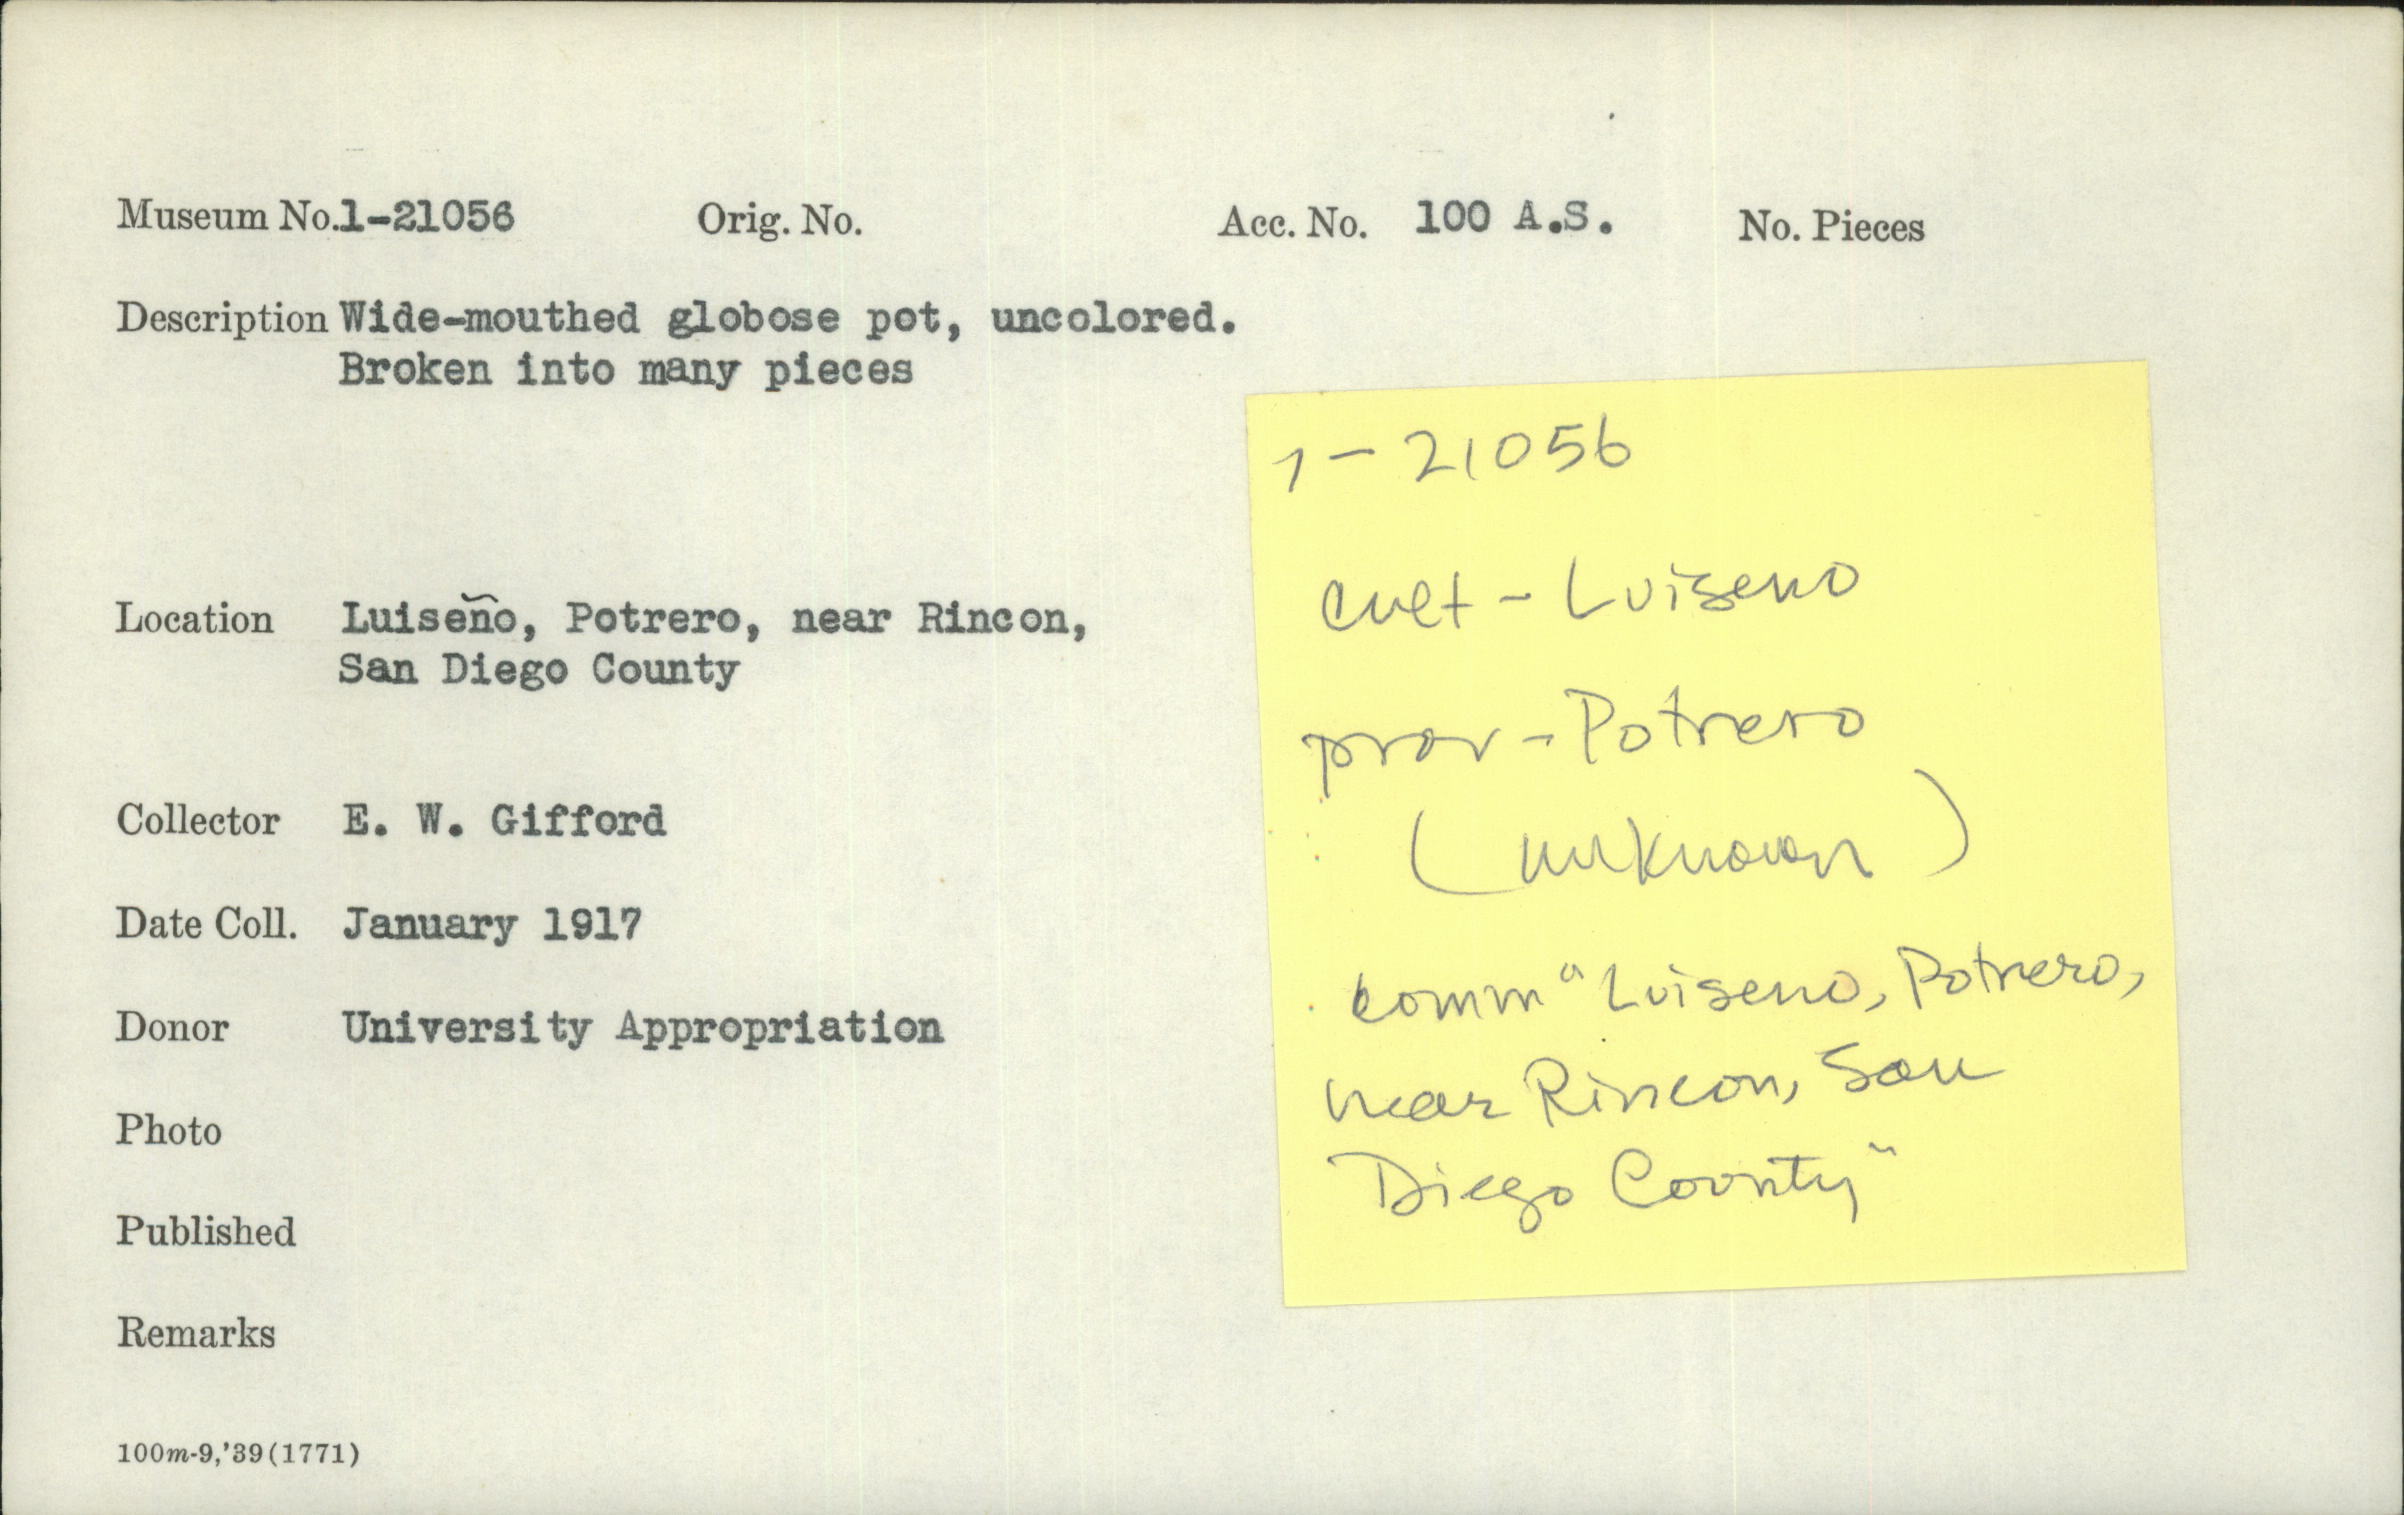 Museum No. 1-21056 Orig. No. Acc. No. 100 A.S. No. Pieces
Description Wide-mouthed globose pot, uncolored.
Broken into many pieces
Location Luiseño, Potrero, near Rincon,
San Diego County
Collector E. W. Gifford
Date Coll. January 1917
Donor University Appropriation
Photo
Published
Remarks
100m-9,'39(1771)
1-21056
cult - Luiseno
prov - Potrero
(unknown)
comm "Luiseno, Potrero,
near Rincon, San
Diego County"